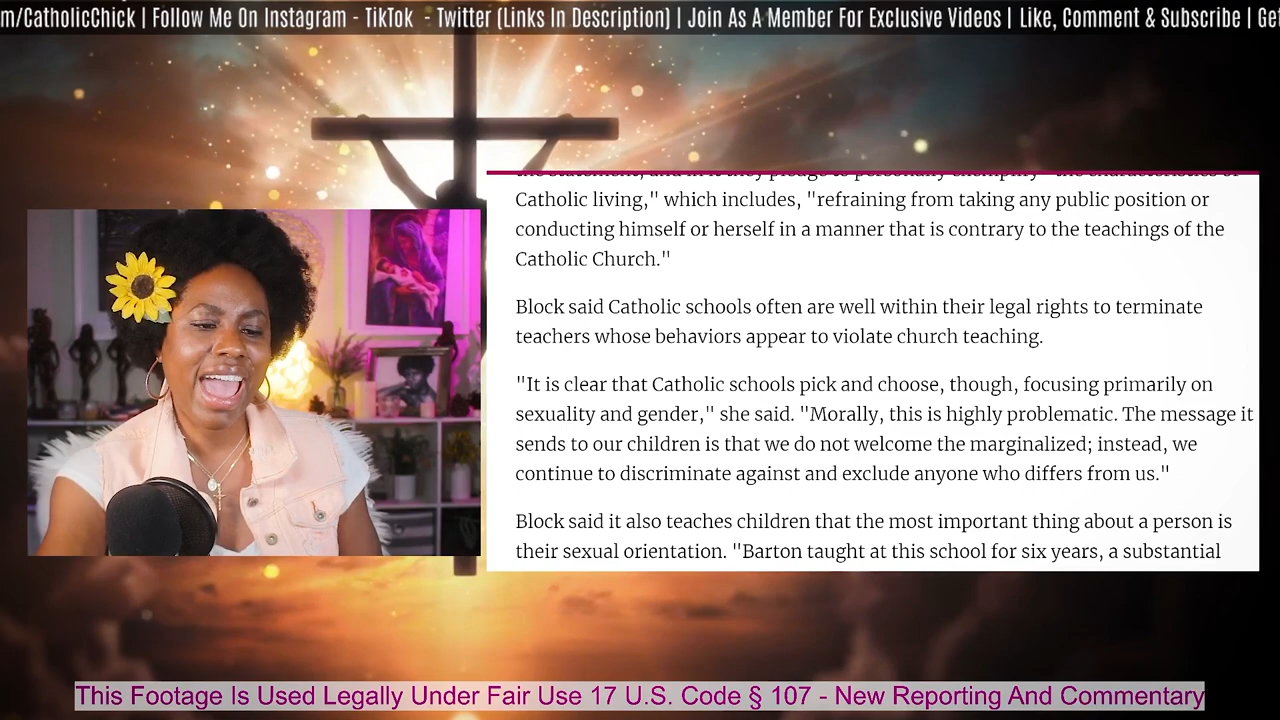 m/CatholicChick | Follow Me On Instagram - TikTok - Twitter (Links In Description) | Join As A Member For Exclusive Videos | Like, Comment & Subscribe | Ge
Catholic living," which includes, "refraining from taking any public position or
conducting himself or herself in a manner that is contrary to the teachings of the
Catholic Church."
Block said Catholic schools often are well within their legal rights to terminate
teachers whose behaviors appear to violate church teaching.
"It is clear that Catholic schools pick and choose, though, focusing primarily on
sexuality and gender," she said. "Morally, this is highly problematic. The message it
sends to our children is that we do not welcome the marginalized; instead, we
continue to discriminate against and exclude anyone who differs from us."
Block said it also teaches children that the most important thing about a person is
their sexual orientation. "Barton taught at this school for six years, a substantial
This Footage Is Used Legally Under Fair Use 17 U.S. Code § 107 - New Reporting And Commentary